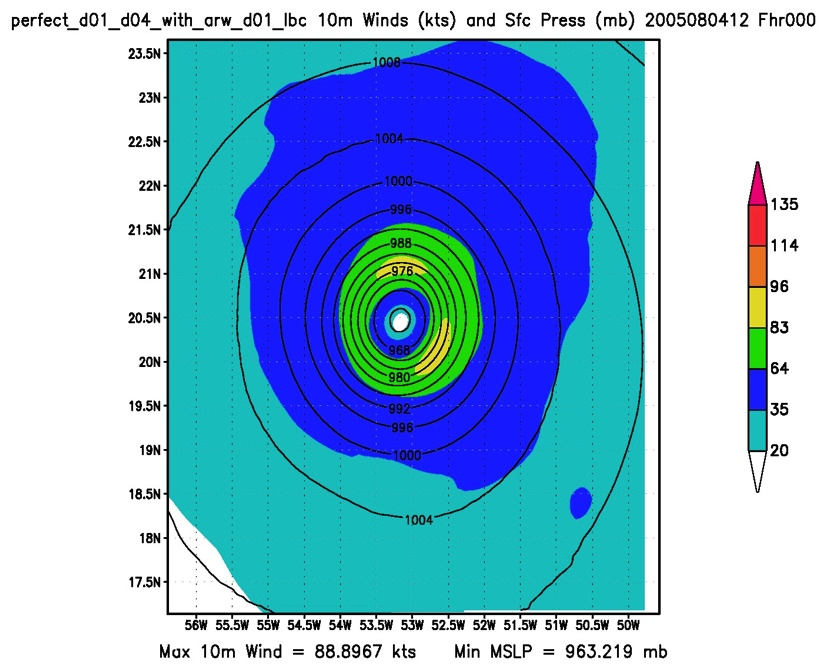 perfect_d01_d04_with_arw_d01_lbc 10m Winds (kts) and Sfc Press (mb) 2005080412 Fhr000
23.5N
23N
22.5N
22N
21.5N
21N
20.5N
20N
19.5N
19N
18.5N
18N
17.5N
1008
1004
1000
996
988
976
968
980
992
996
1000
1004
135
114
96
83
64
35
20
56W 55.5W 55W 54.5W 54W 53.5W 53W 52.5W 52W 51.5W 51W 50.5W 50W
Max 10m Wind = 88.8967 kts Min MSLP = 963.219 mb